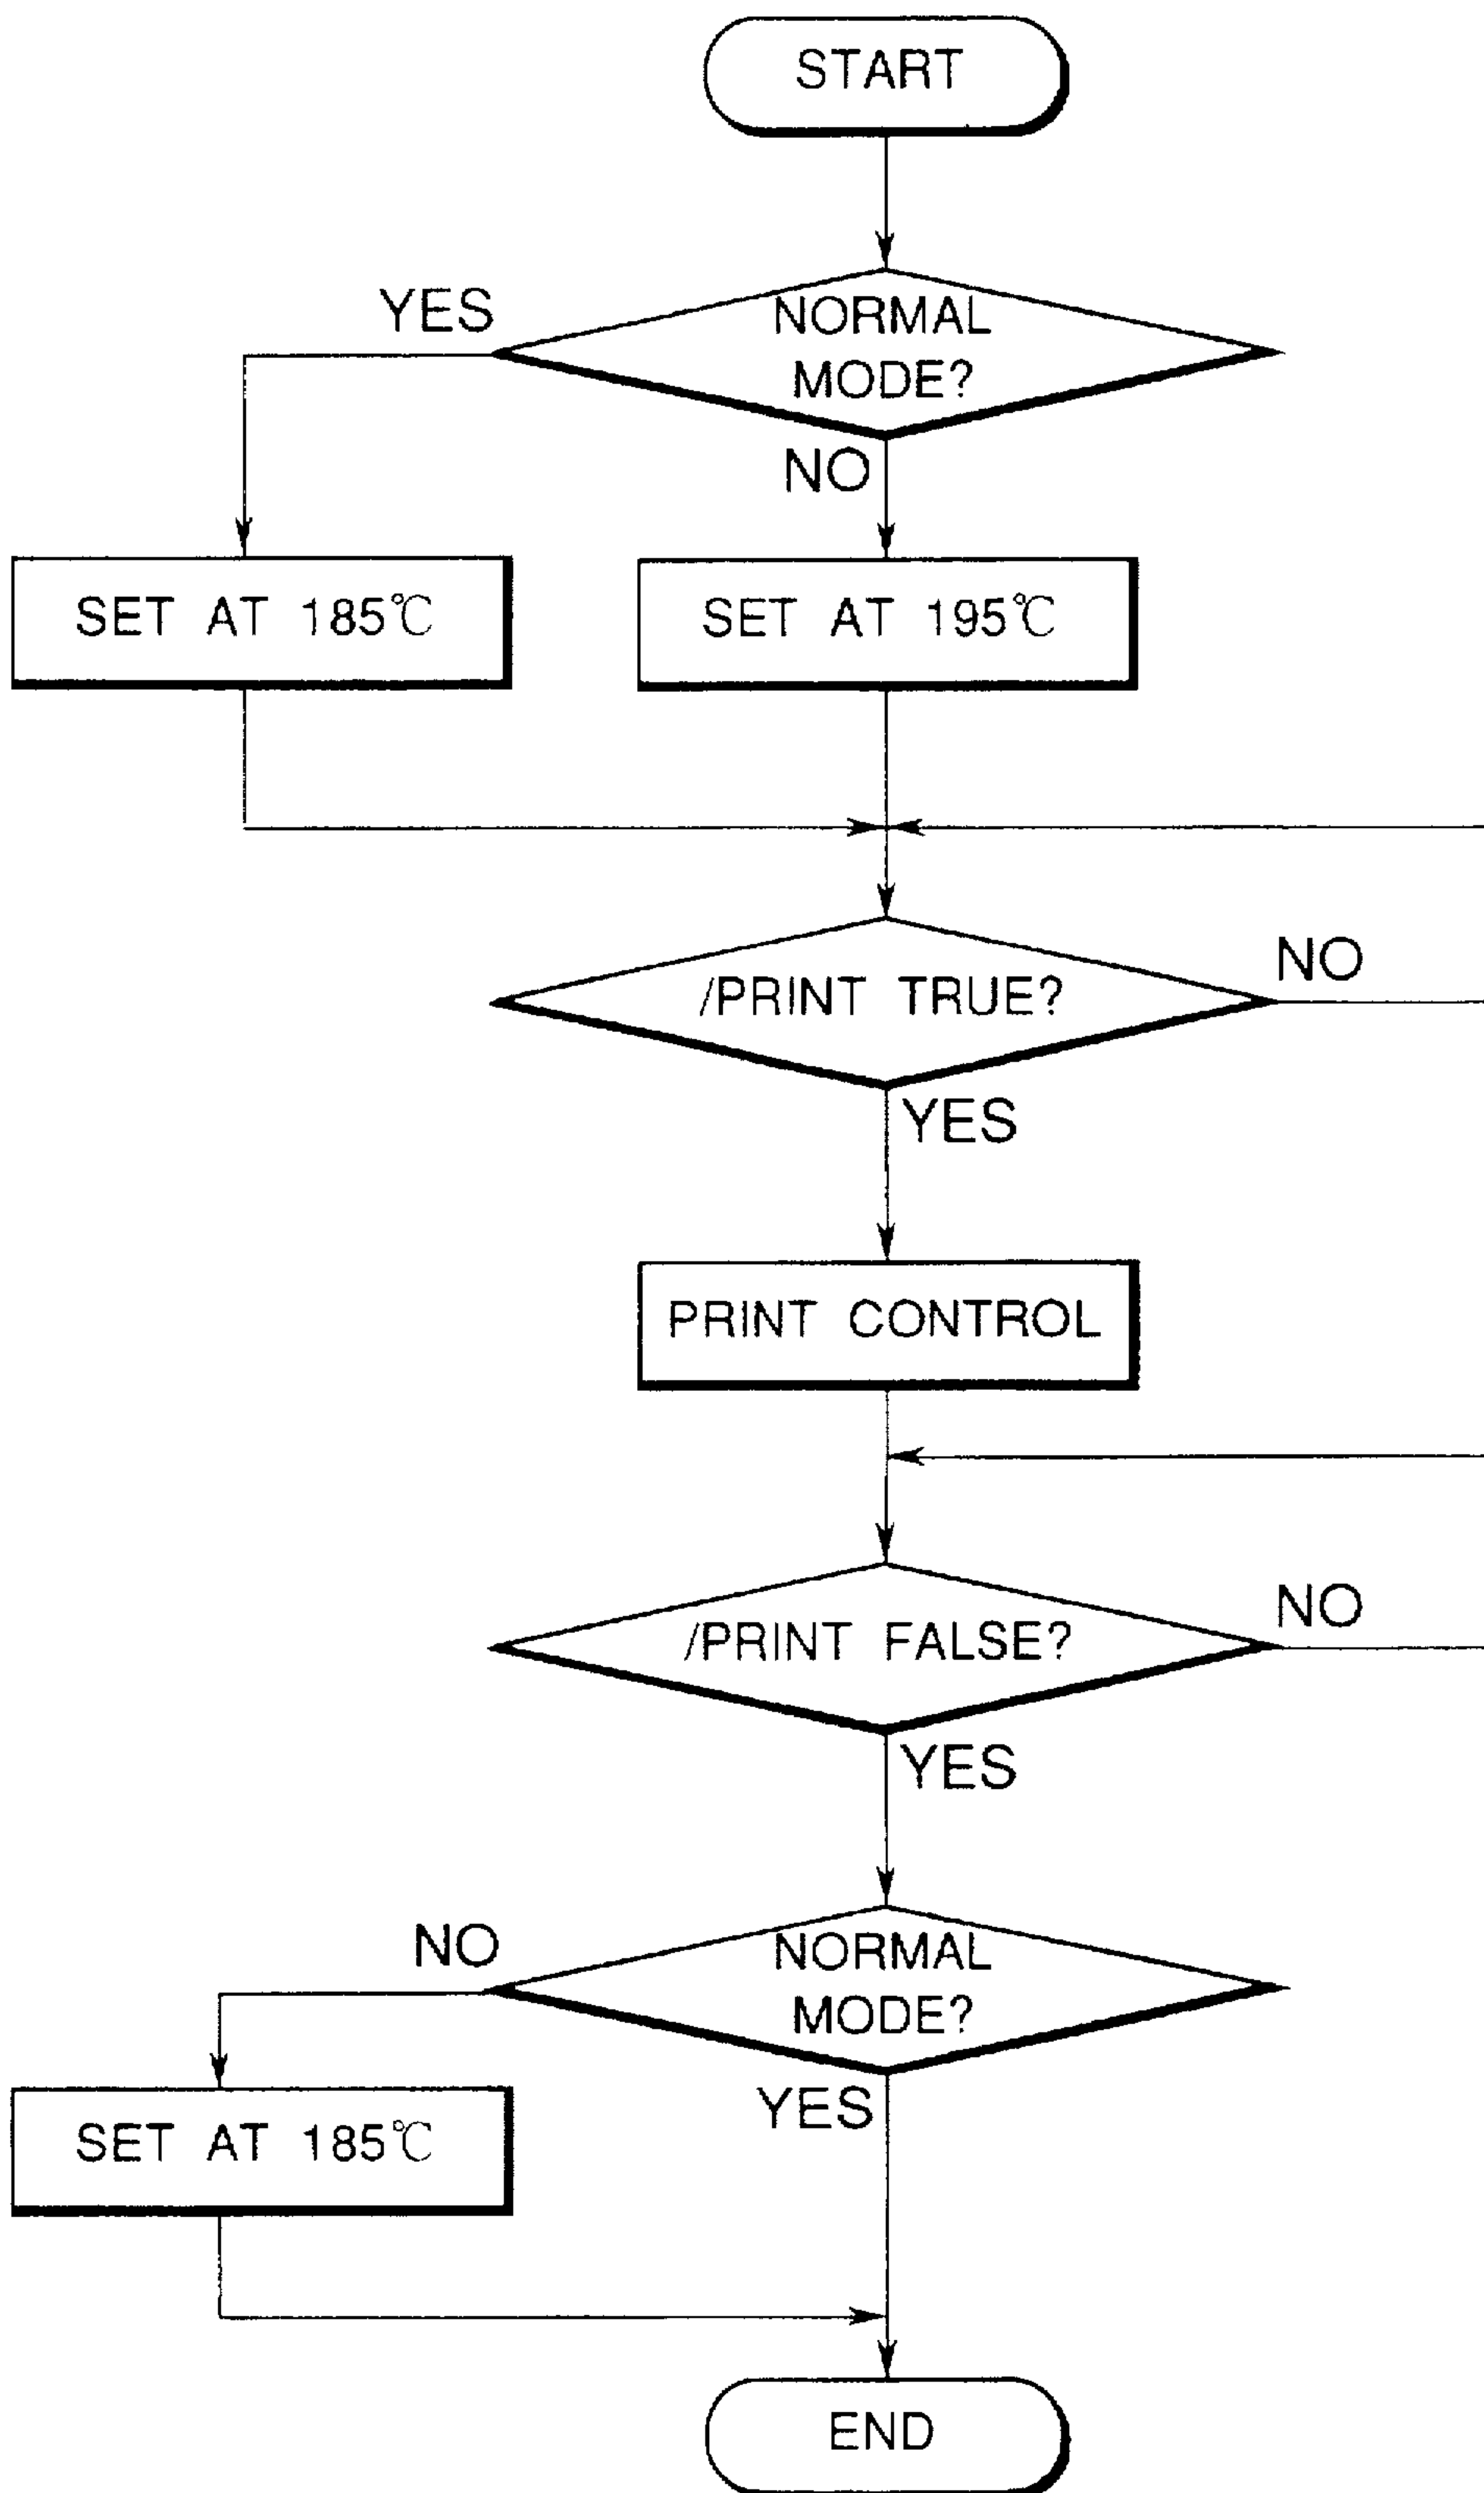 START
YES
NORMAL
MODE?
NO
SET AT 185℃
SET AT 195℃
/PRINT TRUE?
NO
YES
PRINT CONTROL
/PRINT FALSE?
NO
YES
NO
NORMAL
MODE?
YES
SET AT 185℃
END